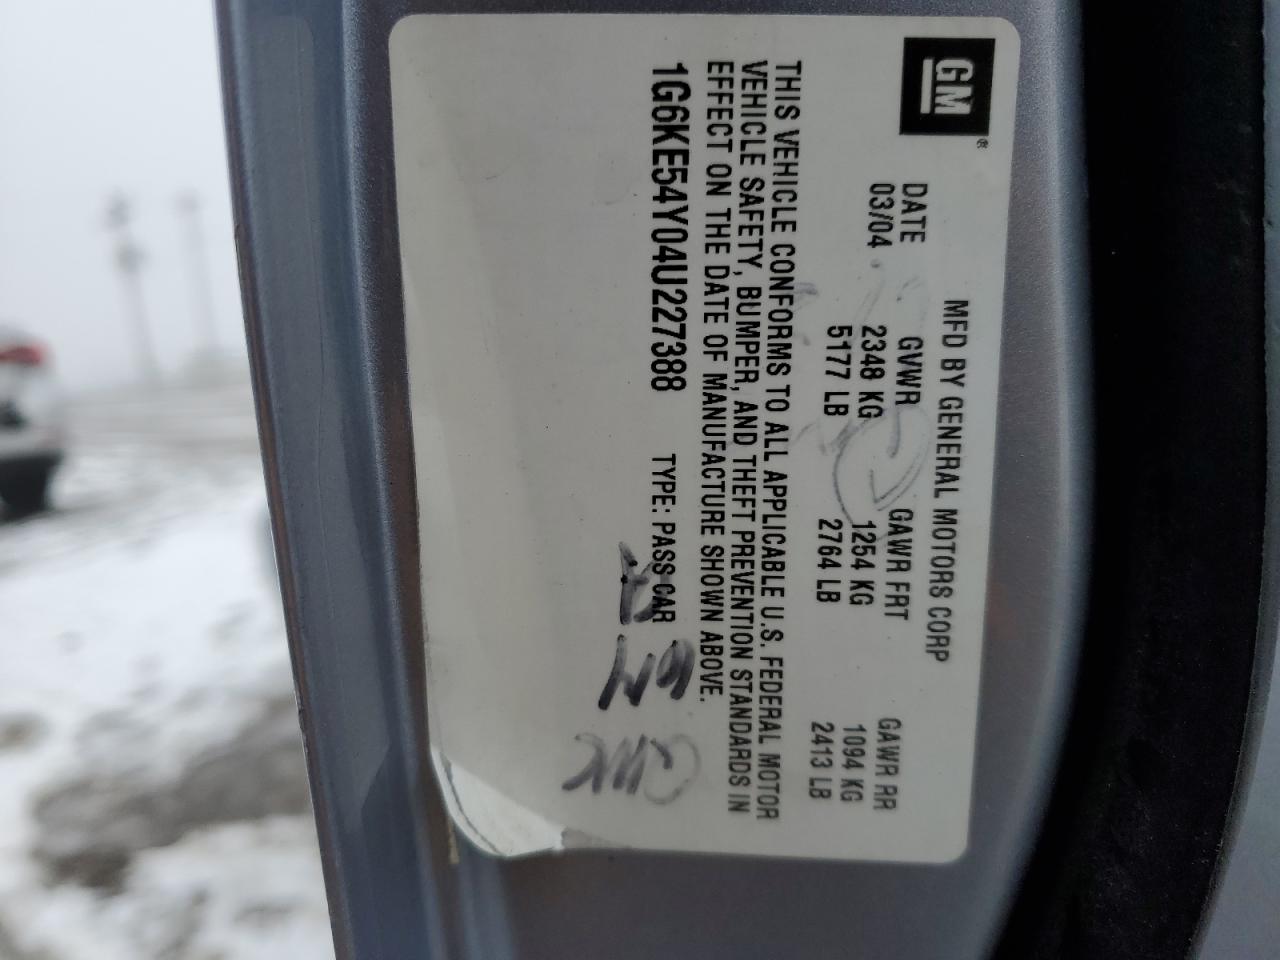 GM®
MFD BY GENERAL MOTORS CORP
DATE GVWR GAWR FRT GAWR RR
03/04 2348 KG 1254 KG 1094 KG
5177 LB 2764 LB 2413 LB
THIS VEHICLE CONFORMS TO ALL APPLICABLE U.S. FEDERAL MOTOR
VEHICLE SAFETY, BUMPER, AND THEFT PREVENTION STANDARDS IN
EFFECT ON THE DATE OF MANUFACTURE SHOWN ABOVE.
1G6KE54Y04U227388 TYPE: PASS CAR